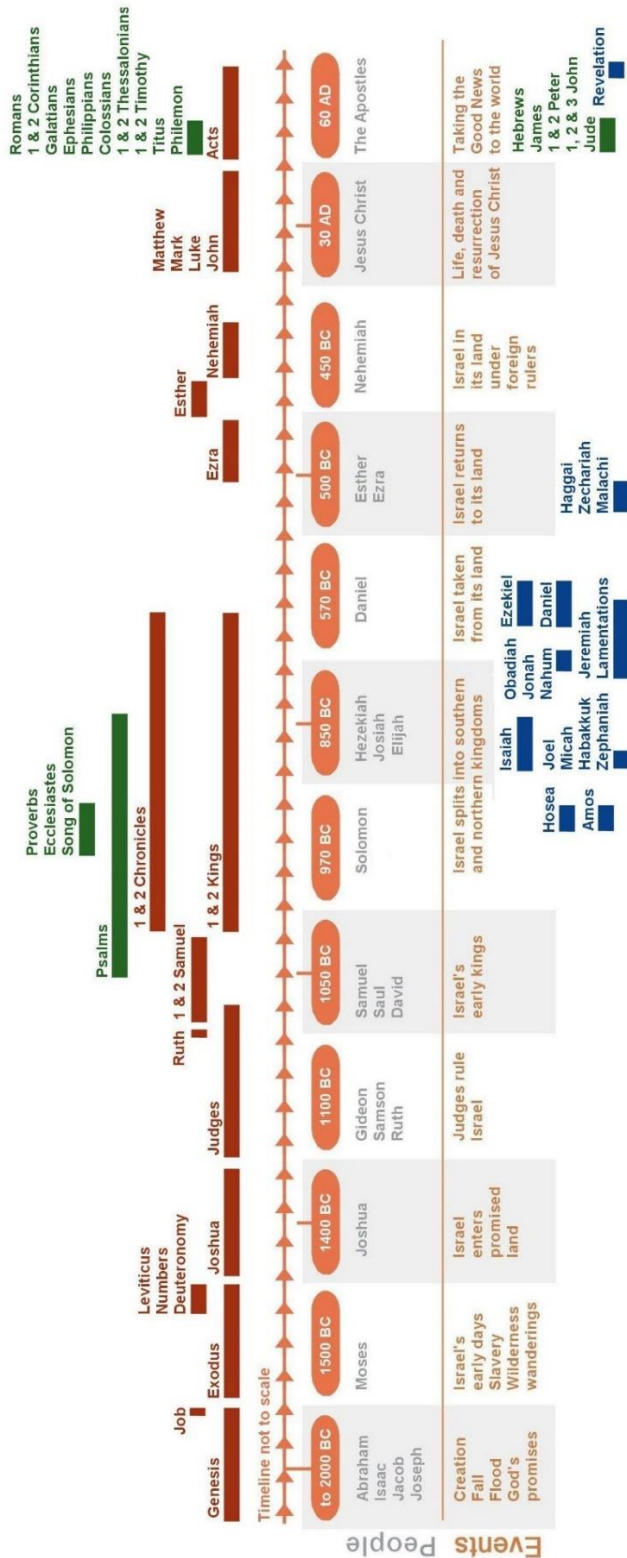 Proverbs
Ecclesiastes
Song of Solomon
Psalms
1 & 2 Chronicles
Romans
1 & 2 Corinthians
Galatians
Ephesians
Philippians
Colossians
1 & 2 Thessalonians
1 & 2 Timothy
Titus
Philemon
Job
Leviticus
Numbers
Deuteronomy
Ruth
1 & 2 Samuel
Esther
Matthew
Mark
Luke
John
Genesis
Exodus
Joshua
Judges
1 & 2 Kings
Ezra
Nehemiah
Acts
Timeline not to scale
to 2000 BC
1500 BC
1400 BC
1100 BC
1050 BC
970 BC
850 BC
570 BC
500 BC
450 BC
30 AD
60 AD
People
Abraham
Isaac
Jacob
Joseph
Moses
Joshua
Gideon
Samson
Ruth
Samuel
Saul
David
Solomon
Hezekiah
Josiah
Elijah
Daniel
Esther
Ezra
Nehemiah
Jesus Christ
The Apostles
Events
Creation
Fall
Flood
God's
promises
Israel's
early days
Slavery
Wilderness
wanderings
Israel
enters
promised
land
Judges rule
Israel
Israel's
early kings
Israel splits into southern
and northern kingdoms
Israel taken
from its land
Israel returns
to its land
Israel in
its land
under
foreign
rulers
Life, death and
resurrection
of Jesus Christ
Taking the
Good News
to the world
Hosea
Amos
Isaiah
Joel
Micah
Habakkuk
Zephaniah
Obadiah
Jonah
Nahum
Jeremiah
Lamentations
Ezekiel
Daniel
Haggai
Zechariah
Malachi
Hebrews
James
1 & 2 Peter
1, 2 & 3 John
Jude
Revelation